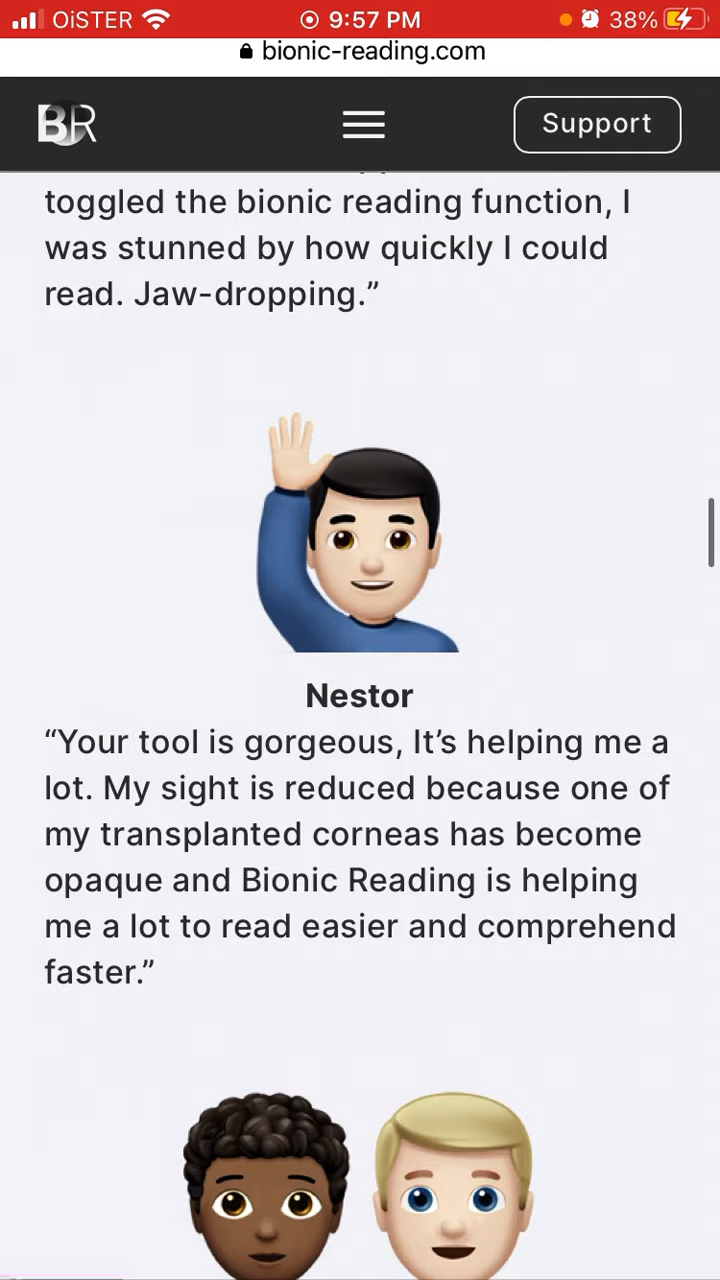 OiSTER 9:57 PM 38%
bionic-reading.com
BR Support
toggled the bionic reading function, I
was stunned by how quickly I could
read. Jaw-dropping.”
Nestor
“Your tool is gorgeous, It’s helping me a
lot. My sight is reduced because one of
my transplanted corneas has become
opaque and Bionic Reading is helping
me a lot to read easier and comprehend
faster.”